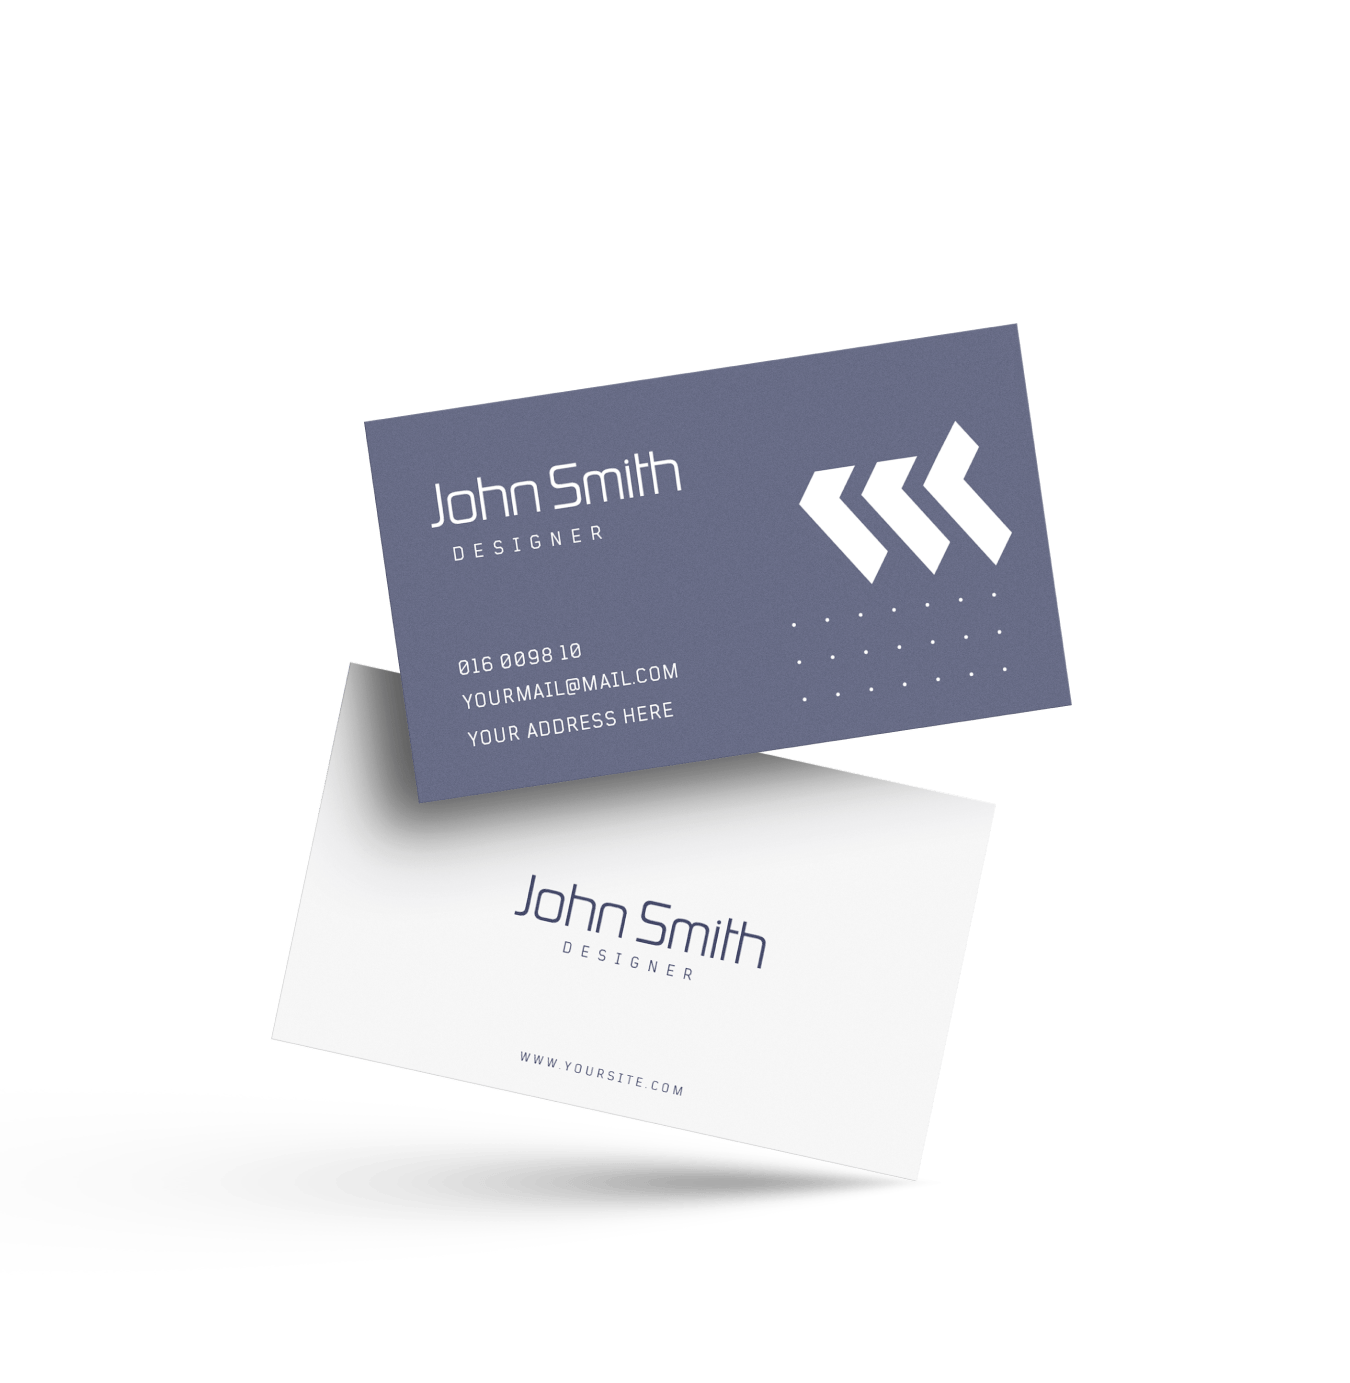 John Smith
DESIGNER
016 0098 10
YOURMAIL@MAIL.COM
YOUR ADDRESS HERE
John Smith
DESIGNER
WWW.YOURSITE.COM